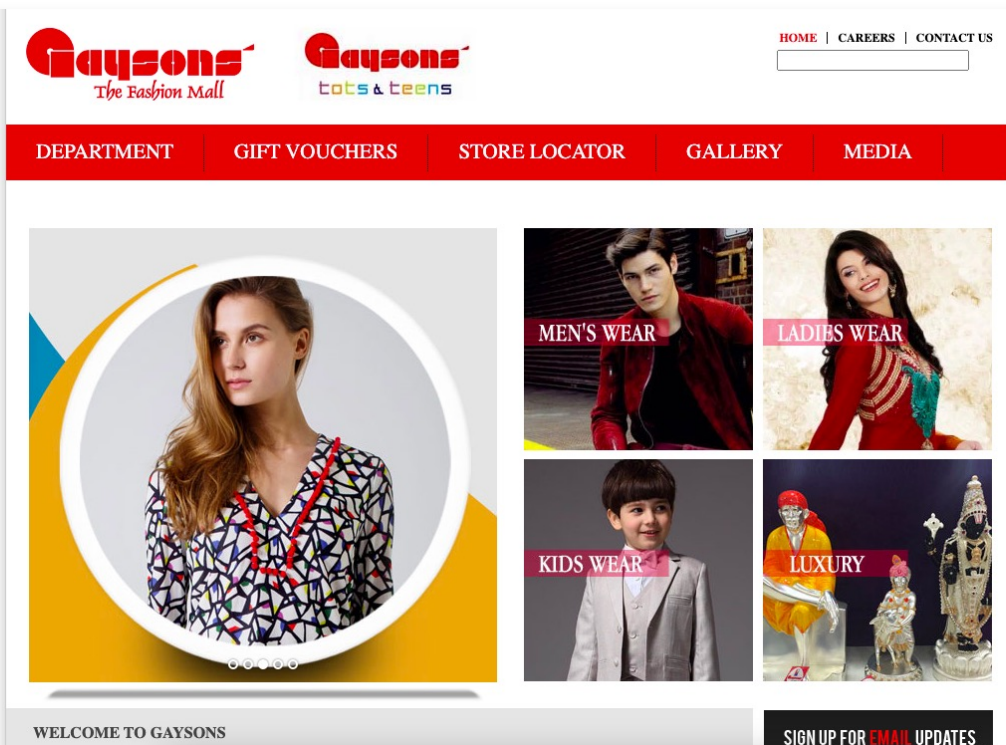 Gaysons
The Fashion Mall
Gaysons
tots & teens
HOME | CAREERS | CONTACT US
DEPARTMENT
GIFT VOUCHERS
STORE LOCATOR
GALLERY
MEDIA
MEN'S WEAR
LADIES WEAR
KIDS WEAR
LUXURY
WELCOME TO GAYSONS
SIGN UP FOR EMAIL UPDATES